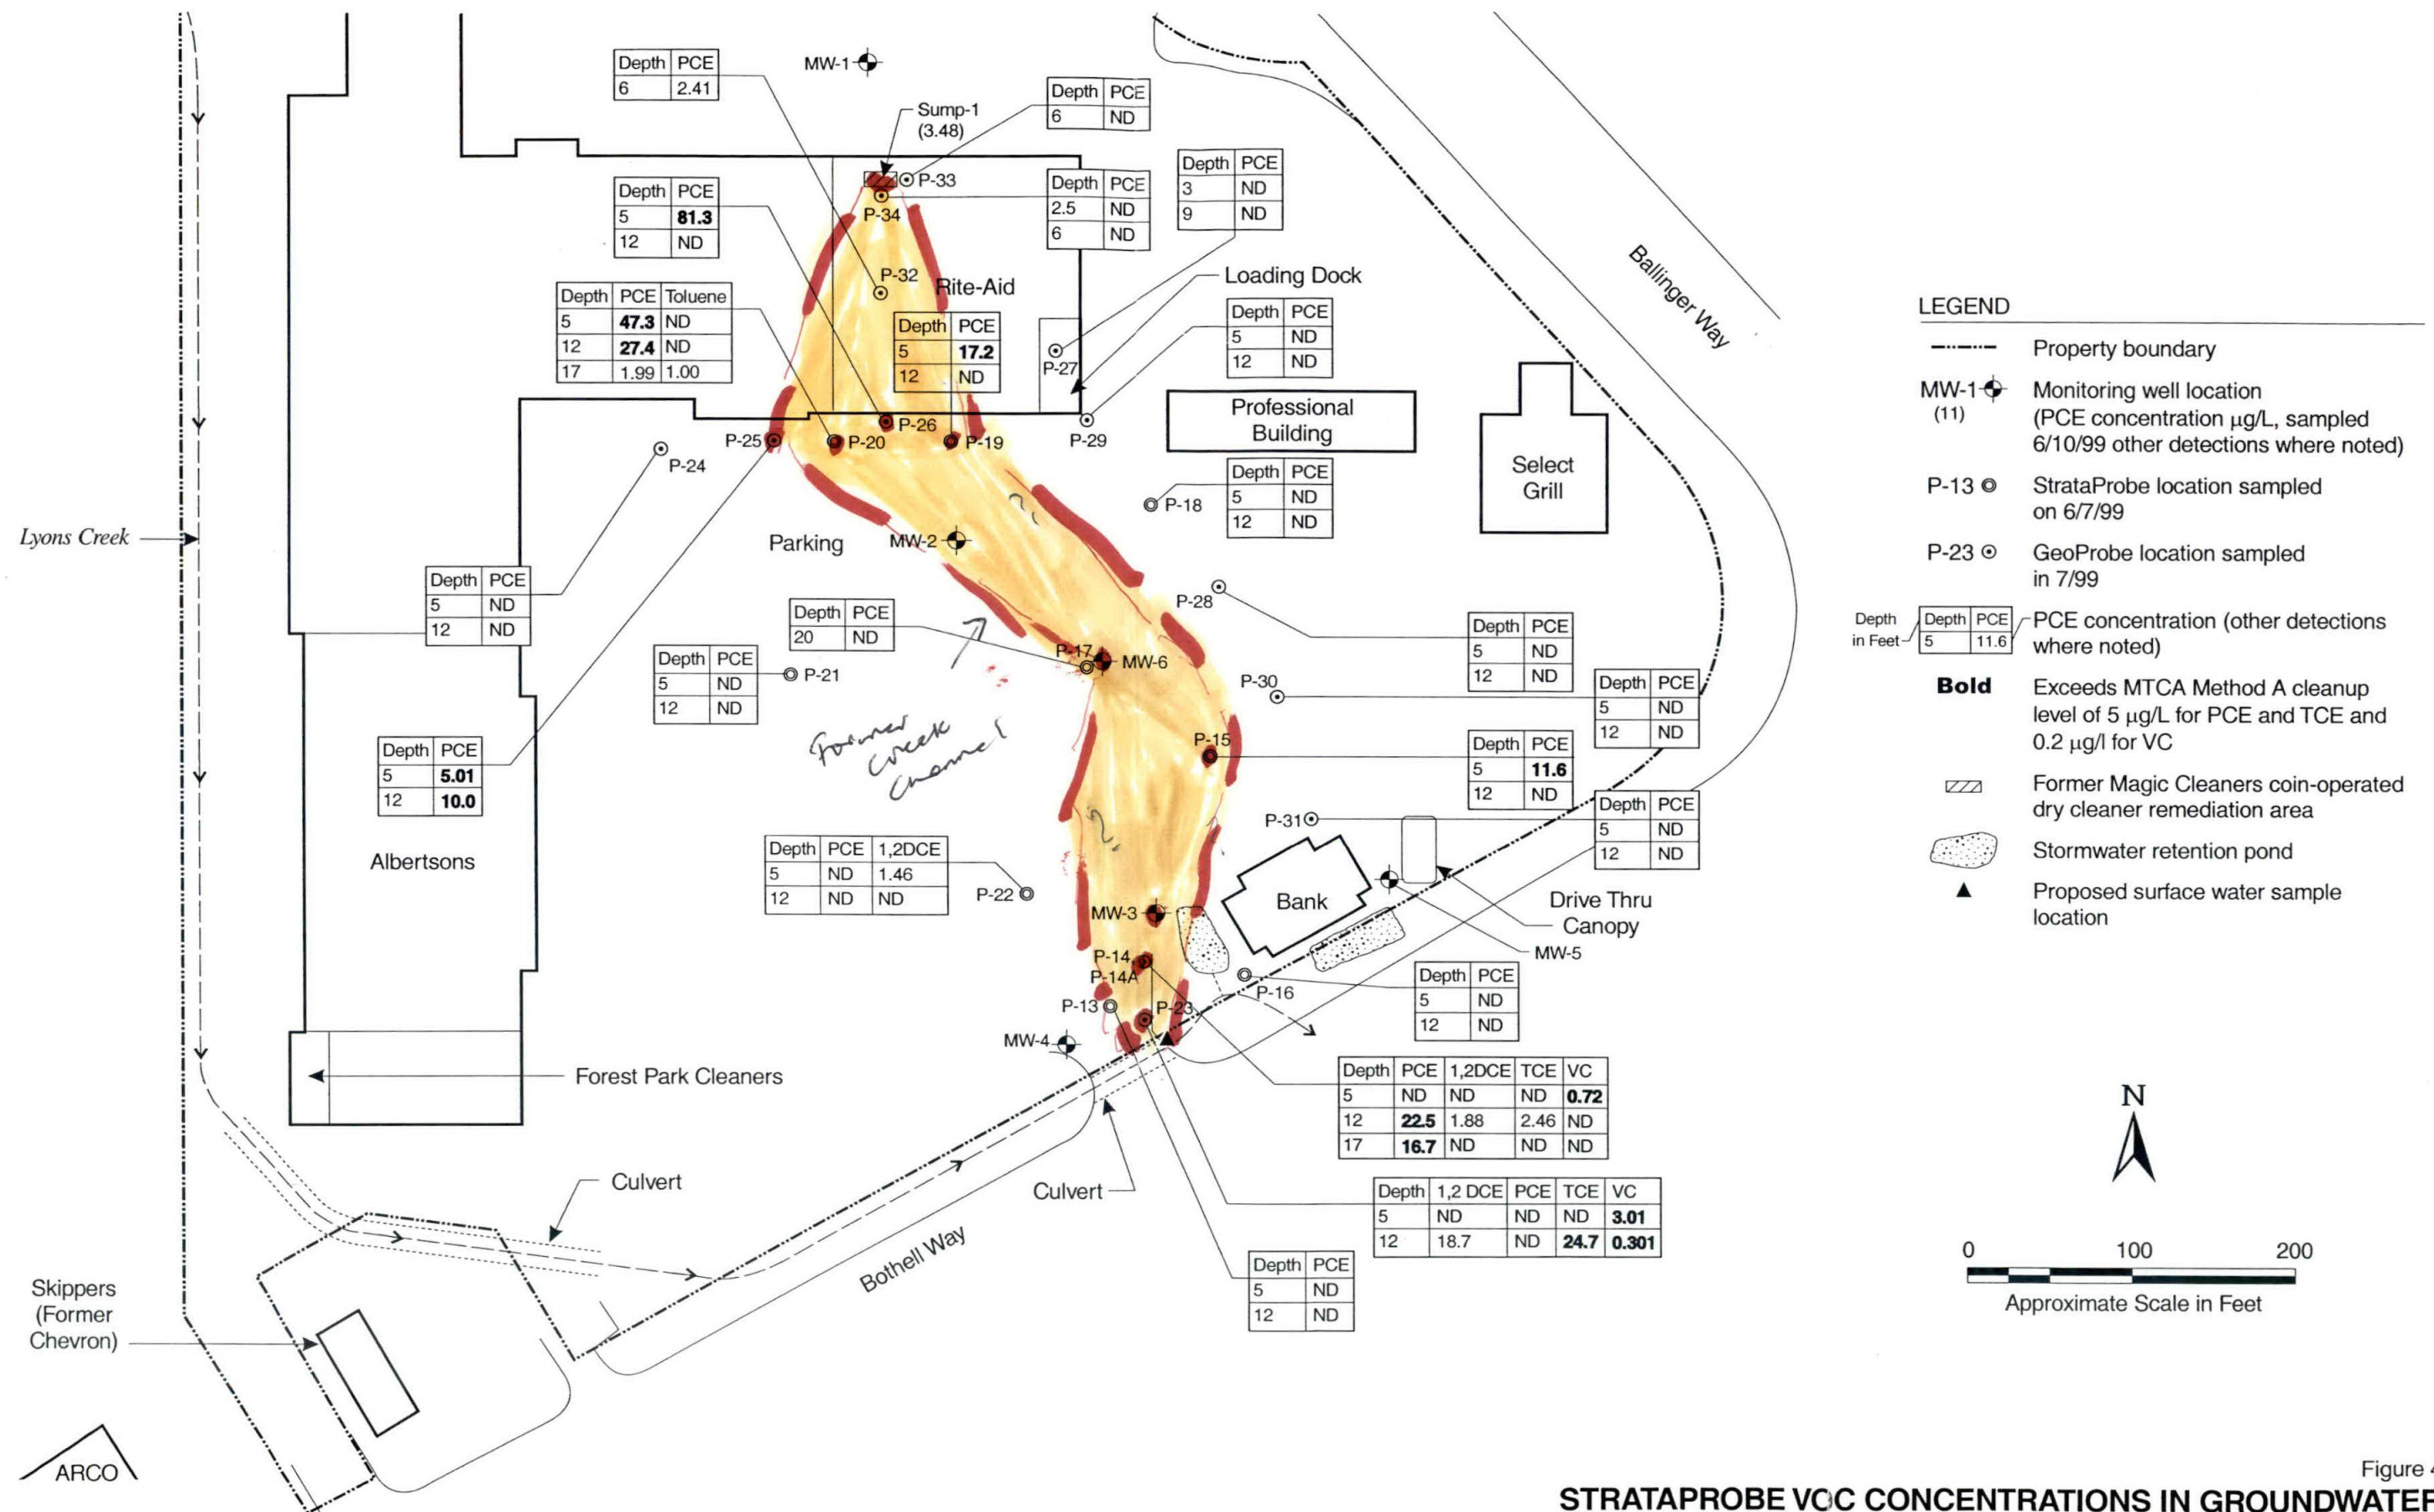 MW-1
Depth PCE
6 2.41
Sump-1
(3.48)
Depth PCE
6 ND
P-33
Depth PCE
2.5 ND
6 ND
Depth PCE
3 ND
9 ND
Depth PCE
5 81.3
12 ND
P-34
P-32
Rite-Aid
Loading Dock
Ballinger Way
Depth PCE Toluene
5 47.3 ND
12 27.4 ND
17 1.99 1.00
Depth PCE
5 17.2
12 ND
P-27
Depth PCE
5 ND
12 ND
P-25
P-20
P-26
P-19
P-29
P-24
Professional
Building
Select
Grill
Depth PCE
5 ND
12 ND
P-18
Lyons Creek
Parking
MW-2
?
P-28
Depth PCE
5 ND
12 ND
Depth PCE
20 ND
Depth PCE
5 ND
12 ND
P-21
P-17
MW-6
Depth PCE
5 ND
12 ND
P-30
Depth PCE
5 ND
12 ND
Former
Creek
Channel
P-15
Depth PCE
5 11.6
12 ND
Depth PCE
5 5.01
12 10.0
P-31
Depth PCE
5 ND
12 ND
?
Albertsons
Depth PCE 1,2DCE
5 ND 1.46
12 ND ND
P-22
Bank
MW-3
Drive Thru
Canopy
MW-5
P-14
P-14A
P-13
P-23
P-16
Depth PCE
5 ND
12 ND
MW-4
Forest Park Cleaners
Depth PCE 1,2DCE TCE VC
5 ND ND ND 0.72
12 22.5 1.88 2.46 ND
17 16.7 ND ND ND
Culvert
Culvert
Bothell Way
Depth 1,2 DCE PCE TCE VC
5 ND ND ND 3.01
12 18.7 ND 24.7 0.301
Depth PCE
5 ND
12 ND
Skippers
(Former
Chevron)
ARCO
LEGEND
Property boundary
MW-1
(11)
Monitoring well location
(PCE concentration µg/L, sampled
6/10/99 other detections where noted)
P-13
StrataProbe location sampled
on 6/7/99
P-23
GeoProbe location sampled
in 7/99
Depth
in Feet
Depth PCE
5 11.6
PCE concentration (other detections
where noted)
Bold
Exceeds MTCA Method A cleanup
level of 5 µg/L for PCE and TCE and
0.2 µg/l for VC
Former Magic Cleaners coin-operated
dry cleaner remediation area
Stormwater retention pond
Proposed surface water sample
location
N
0 100 200
Approximate Scale in Feet
Figure 4
STRATAPROBE VOC CONCENTRATIONS IN GROUNDWATER